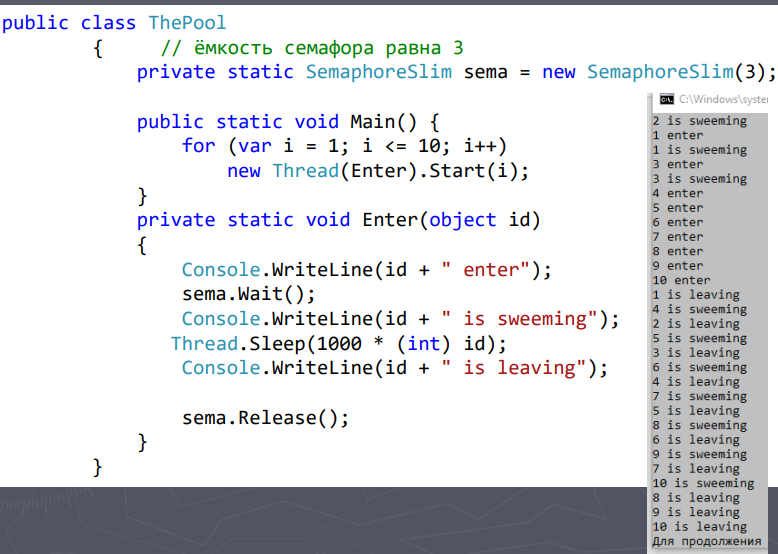 public class ThePool
{ // ёмкость семафора равна 3
private static SemaphoreSlim sema = new SemaphoreSlim(3);
public static void Main() {
for (var i = 1; i <= 10; i++)
new Thread(Enter).Start(i);
}
private static void Enter(object id)
{
Console.WriteLine(id + " enter");
sema.Wait();
Console.WriteLine(id + " is sweeming");
Thread.Sleep(1000 * (int) id);
Console.WriteLine(id + " is leaving");
sema.Release();
}
}
C:\Windows\syster
2 is sweeming
1 enter
1 is sweeming
3 enter
3 is sweeming
4 enter
5 enter
6 enter
7 enter
8 enter
9 enter
10 enter
1 is leaving
4 is sweeming
2 is leaving
5 is sweeming
3 is leaving
6 is sweeming
4 is leaving
7 is sweeming
5 is leaving
8 is sweeming
6 is leaving
9 is sweeming
7 is leaving
10 is sweeming
8 is leaving
9 is leaving
10 is leaving
Для продолжения